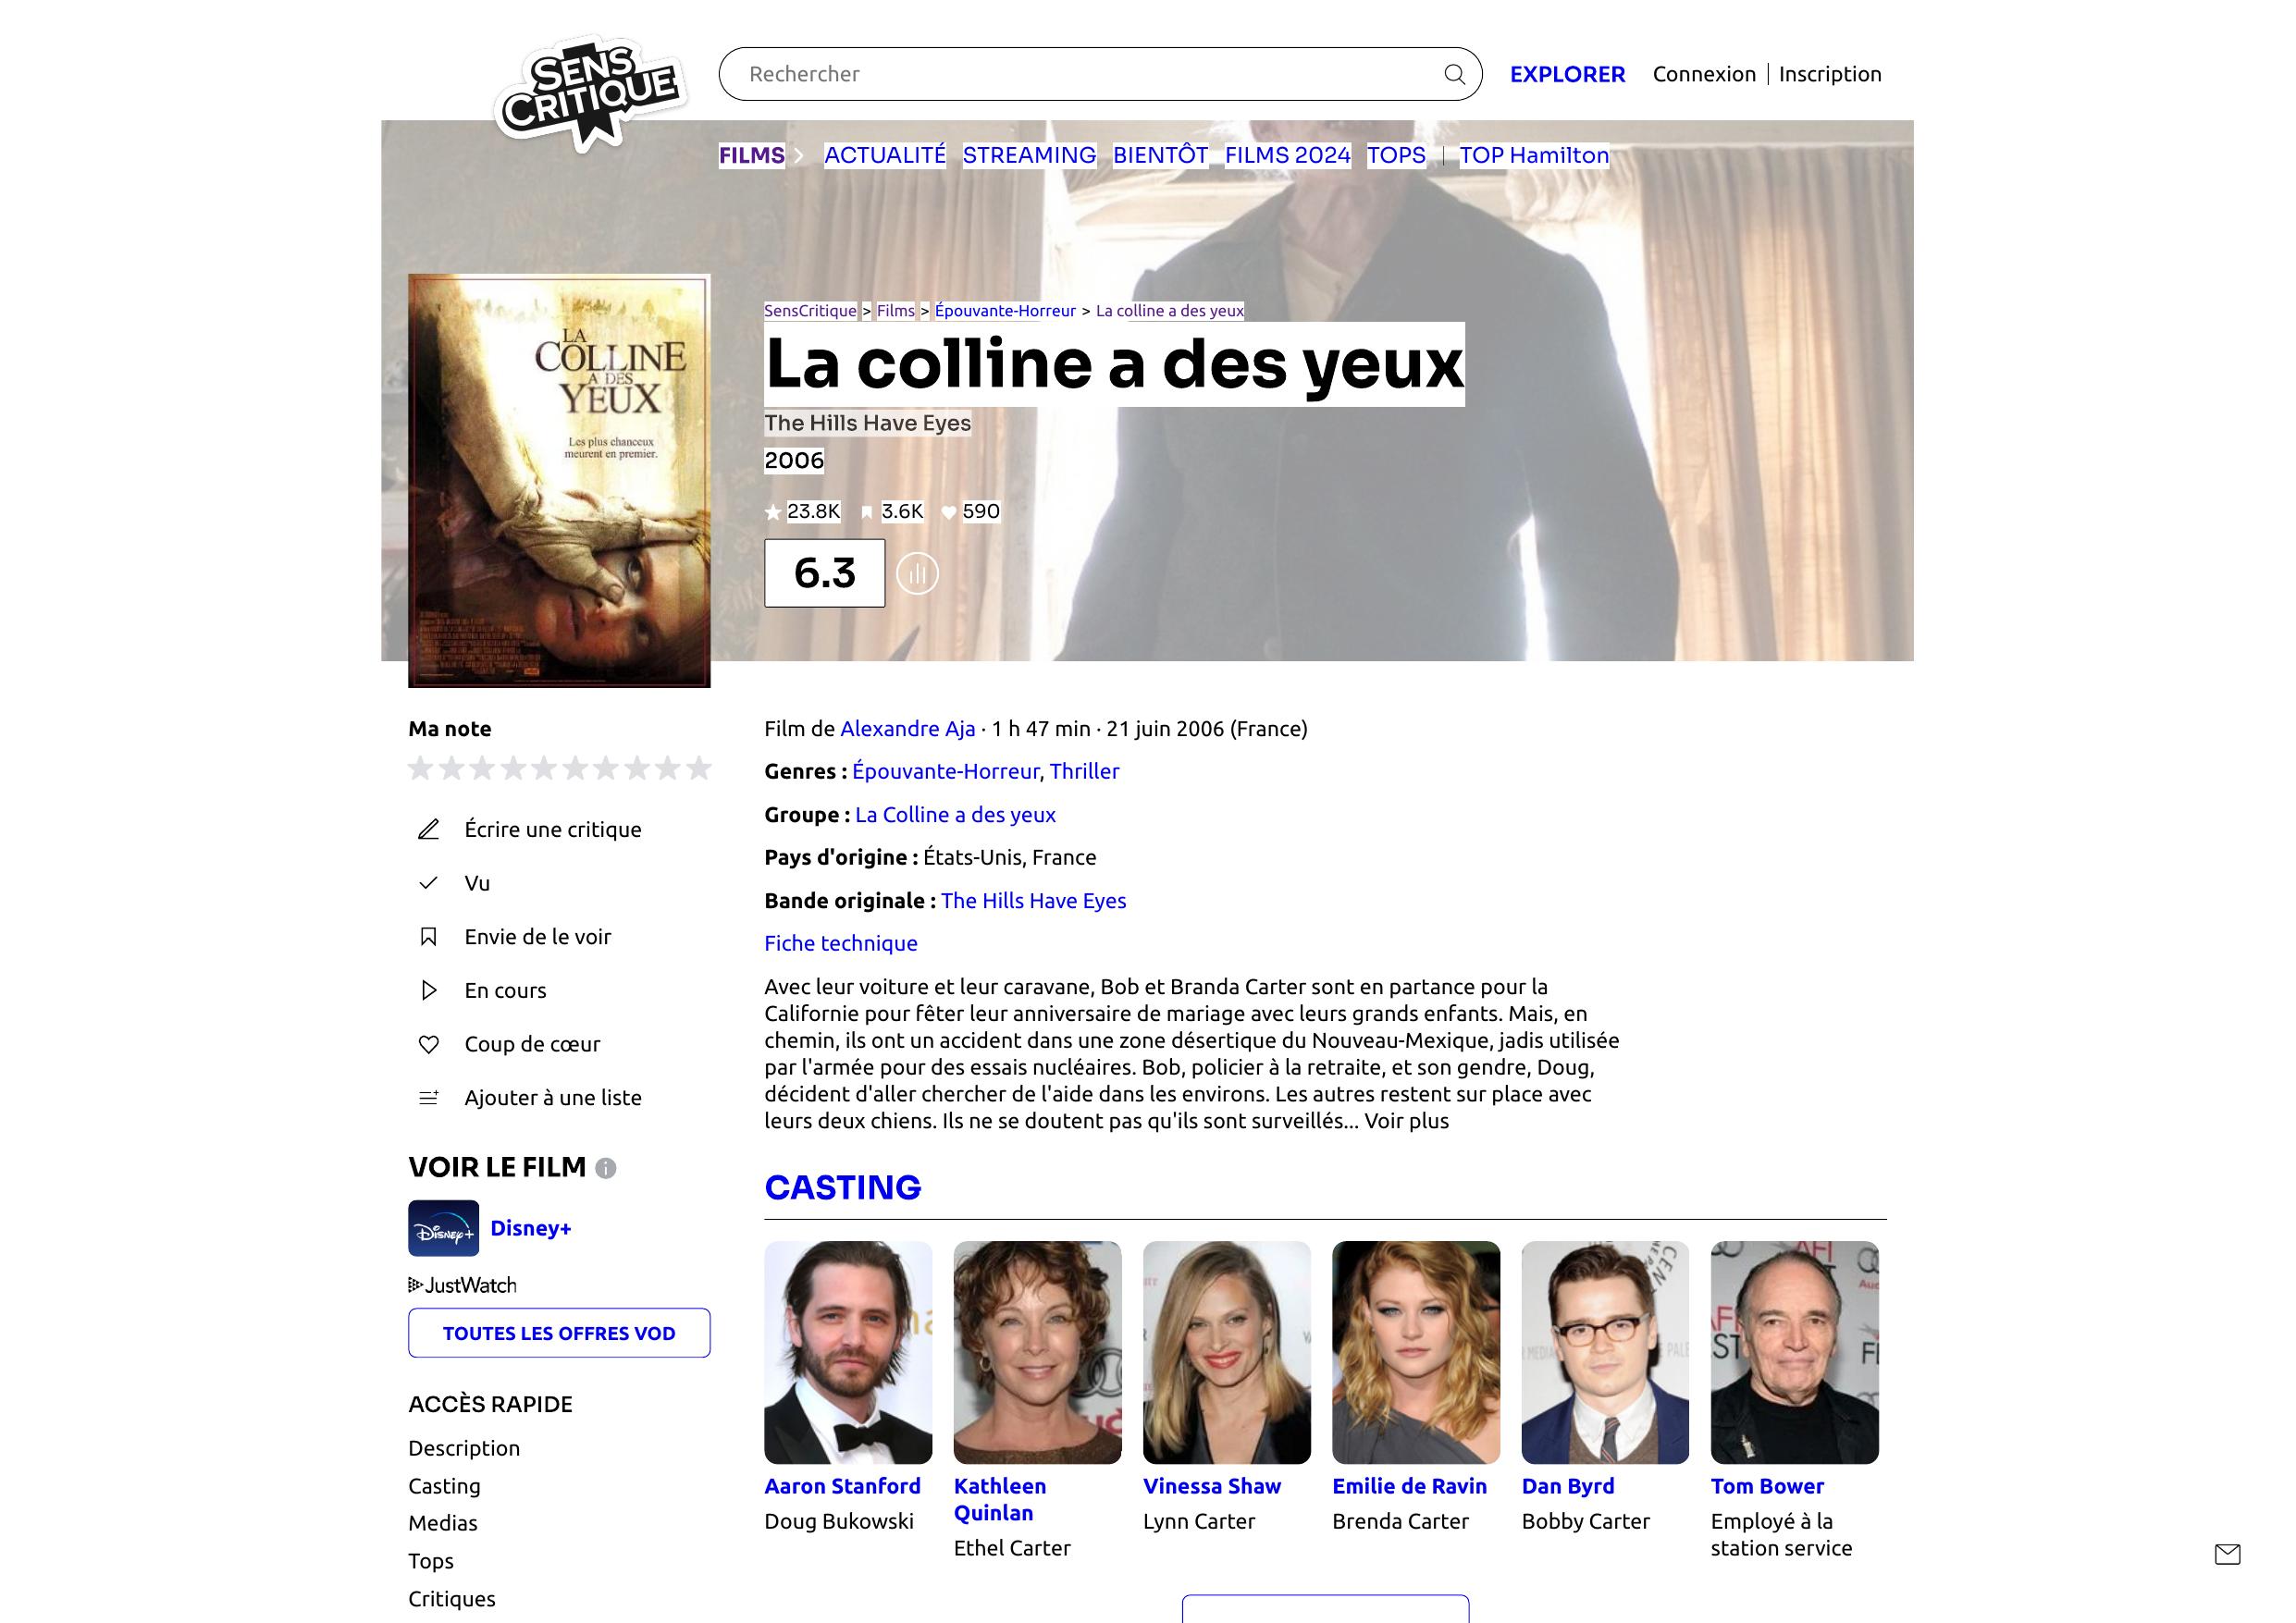 SENS
CRITIQUE
Rechercher
EXPLORER
Connexion
Inscription
FILMS
ACTUALITÉ
STREAMING
BIENTÔT
FILMS 2024
TOPS
TOP Hamilton
LA
COLLINE
A DES
YEUX
Les plus chanceux
meurent en premier.
SensCritique > Films > Épouvante-Horreur > La colline a des yeux
La colline a des yeux
The Hills Have Eyes
2006
23.8K 3.6K 590
6.3
Ma note
Écrire une critique
Vu
Envie de le voir
En cours
Coup de cœur
Ajouter à une liste
VOIR LE FILM
Disney+
Disney+
JustWatch
TOUTES LES OFFRES VOD
ACCÈS RAPIDE
Description
Casting
Medias
Tops
Critiques
Film de Alexandre Aja · 1 h 47 min · 21 juin 2006 (France)
Genres : Épouvante-Horreur, Thriller
Groupe : La Colline a des yeux
Pays d'origine : États-Unis, France
Bande originale : The Hills Have Eyes
Fiche technique
Avec leur voiture et leur caravane, Bob et Branda Carter sont en partance pour la
Californie pour fêter leur anniversaire de mariage avec leurs grands enfants. Mais, en
chemin, ils ont un accident dans une zone désertique du Nouveau-Mexique, jadis utilisée
par l'armée pour des essais nucléaires. Bob, policier à la retraite, et son gendre, Doug,
décident d'aller chercher de l'aide dans les environs. Les autres restent sur place avec
leurs deux chiens. Ils ne se doutent pas qu'ils sont surveillés... Voir plus
CASTING
Aaron Stanford
Doug Bukowski
Kathleen
Quinlan
Ethel Carter
Vinessa Shaw
Lynn Carter
Emilie de Ravin
Brenda Carter
Dan Byrd
Bobby Carter
AFI
Tom Bower
Employé à la
station service